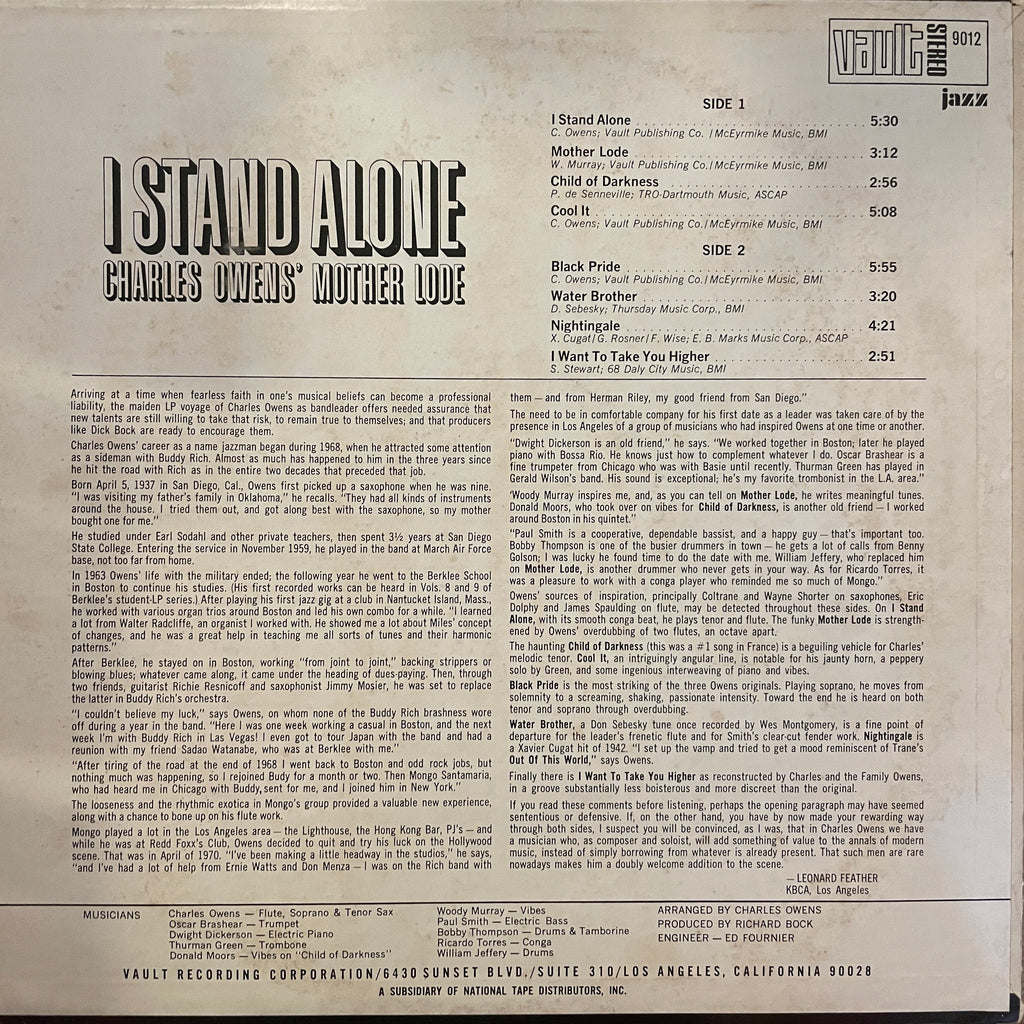 vault STEREO 9012
jazz
I STAND ALONE
CHARLES OWENS' MOTHER LODE
SIDE 1
I Stand Alone . . . . . . . . . . . . . . . . . . . . . . . . . . 5:30
C. Owens; Vault Publishing Co. / McEyrmike Music, BMI
Mother Lode . . . . . . . . . . . . . . . . . . . . . . . . . . 3:12
W. Murray; Vault Publishing Co./McEyrmike Music, BMI
Child of Darkness . . . . . . . . . . . . . . . . . . . . . . 2:56
P. de Senneville; TRO-Dartmouth Music, ASCAP
Cool It . . . . . . . . . . . . . . . . . . . . . . . . . . . . . . 5:08
C. Owens; Vault Publishing Co./McEyrmike Music, BMI
SIDE 2
Black Pride . . . . . . . . . . . . . . . . . . . . . . . . . . . 5:55
C. Owens; Vault Publishing Co./McEyrmike Music, BMI
Water Brother . . . . . . . . . . . . . . . . . . . . . . . . . 3:20
D. Sebesky; Thursday Music Corp., BMI
Nightingale . . . . . . . . . . . . . . . . . . . . . . . . . . . 4:21
X. Cugat/G. Rosner/F. Wise; E. B. Marks Music Corp., ASCAP
I Want To Take You Higher . . . . . . . . . . . . . . . . 2:51
S. Stewart; 68 Daly City Music, BMI
Arriving at a time when fearless faith in one's musical beliefs can become a professional
liability, the maiden LP voyage of Charles Owens as bandleader offers needed assurance that
new talents are still willing to take that risk, to remain true to themselves; and that producers
like Dick Bock are ready to encourage them.
Charles Owens' career as a name jazzman began during 1968, when he attracted some attention
as a sideman with Buddy Rich. Almost as much has happened to him in the three years since
he hit the road with Rich as in the entire two decades that preceded that job.
Born April 5, 1937 in San Diego, Cal., Owens first picked up a saxophone when he was nine.
"I was visiting my father's family in Oklahoma," he recalls. "They had all kinds of instruments
around the house. I tried them out, and got along best with the saxophone, so my mother
bought one for me."
He studied under Earl Sodahl and other private teachers, then spent 3½ years at San Diego
State College. Entering the service in November 1959, he played in the band at March Air Force
base, not too far from home.
In 1963 Owens' life with the military ended; the following year he went to the Berklee School
in Boston to continue his studies. (His first recorded works can be heard in Vols. 8 and 9 of
Berklee's student-LP series.) After playing his first jazz gig at a club in Nantucket Island, Mass.,
he worked with various organ trios around Boston and led his own combo for a while. "I learned
a lot from Walter Radcliffe, an organist I worked with. He showed me a lot about Miles' concept
of changes, and he was a great help in teaching me all sorts of tunes and their harmonic
patterns."
After Berklee, he stayed on in Boston, working "from joint to joint," backing strippers or
blowing blues; whatever came along, it came under the heading of dues-paying. Then, through
two friends, guitarist Richie Resnicoff and saxophonist Jimmy Mosier, he was set to replace
the latter in Buddy Rich's orchestra.
"I couldn't believe my luck," says Owens, on whom none of the Buddy Rich brashness wore
off during a year in the band. "Here I was one week working a casual in Boston, and the next
week I'm with Buddy Rich in Las Vegas! I even got to tour Japan with the band and had a
reunion with my friend Sadao Watanabe, who was at Berklee with me."
"After tiring of the road at the end of 1968 I went back to Boston and odd rock jobs, but
nothing much was happening, so I rejoined Budy for a month or two. Then Mongo Santamaria,
who had heard me in Chicago with Buddy, sent for me, and I joined him in New York."
The looseness and the rhythmic exotica in Mongo's group provided a valuable new experience,
along with a chance to bone up on his flute work.
Mongo played a lot in the Los Angeles area — the Lighthouse, the Hong Kong Bar, PJ's — and
while he was at Redd Foxx's Club, Owens decided to quit and try his luck on the Hollywood
scene. That was in April of 1970. "I've been making a little headway in the studios," he says,
"and I've had a lot of help from Ernie Watts and Don Menza — I was on the Rich band with
them — and from Herman Riley, my good friend from San Diego."
The need to be in comfortable company for his first date as a leader was taken care of by the
presence in Los Angeles of a group of musicians who had inspired Owens at one time or another.
"Dwight Dickerson is an old friend," he says. "We worked together in Boston; later he played
piano with Bossa Rio. He knows just how to complement whatever I do. Oscar Brashear is a
fine trumpeter from Chicago who was with Basie until recently. Thurman Green has played in
Gerald Wilson's band. His sound is exceptional; he's my favorite trombonist in the L.A. area."
'Woody Murray inspires me, and, as you can tell on Mother Lode, he writes meaningful tunes.
Donald Moors, who took over on vibes for Child of Darkness, is another old friend — I worked
around Boston in his quintet."
"Paul Smith is a cooperative, dependable bassist, and a happy guy — that's important too.
Bobby Thompson is one of the busier drummers in town — he gets a lot of calls from Benny
Golson; I was lucky he found time to do the date with me. William Jeffery, who replaced him
on Mother Lode, is another drummer who never gets in your way. As for Ricardo Torres, it
was a pleasure to work with a conga player who reminded me so much of Mongo."
Owens' sources of inspiration, principally Coltrane and Wayne Shorter on saxophones, Eric
Dolphy and James Spaulding on flute, may be detected throughout these sides. On I Stand
Alone, with its smooth conga beat, he plays tenor and flute. The funky Mother Lode is strength-
ened by Owens' overdubbing of two flutes, an octave apart.
The haunting Child of Darkness (this was a #1 song in France) is a beguiling vehicle for Charles'
melodic tenor. Cool It, an intriguingly angular line, is notable for his jaunty horn, a peppery
solo by Green, and some ingenious interweaving of piano and vibes.
Black Pride is the most striking of the three Owens originals. Playing soprano, he moves from
solemnity to a screaming, shaking, passionate intensity. Toward the end he is heard on both
tenor and soprano through overdubbing.
Water Brother, a Don Sebesky tune once recorded by Wes Montgomery, is a fine point of
departure for the leader's frenetic flute and for Smith's clear-cut fender work. Nightingale is
a Xavier Cugat hit of 1942. "I set up the vamp and tried to get a mood reminiscent of Trane's
Out Of This World," says Owens.
Finally there is I Want To Take You Higher as reconstructed by Charles and the Family Owens,
in a groove substantially less boisterous and more discreet than the original.
If you read these comments before listening, perhaps the opening paragraph may have seemed
sententious or defensive. If, on the other hand, you have by now made your rewarding way
through both sides, I suspect you will be convinced, as I was, that in Charles Owens we have
a musician who, as composer and soloist, will add something of value to the annals of modern
music, instead of simply borrowing from whatever is already present. That such men are rare
nowadays makes him a doubly welcome addition to the scene.
— LEONARD FEATHER
KBCA, Los Angeles
MUSICIANS
Charles Owens — Flute, Soprano & Tenor Sax
Oscar Brashear — Trumpet
Dwight Dickerson — Electric Piano
Thurman Green — Trombone
Donald Moors — Vibes on "Child of Darkness"
Woody Murray — Vibes
Paul Smith — Electric Bass
Bobby Thompson — Drums & Tamborine
Ricardo Torres — Conga
William Jeffery — Drums
ARRANGED BY CHARLES OWENS
PRODUCED BY RICHARD BOCK
ENGINEER — ED FOURNIER
VAULT RECORDING CORPORATION/6430 SUNSET BLVD./SUITE 310/LOS ANGELES, CALIFORNIA 90028
A SUBSIDIARY OF NATIONAL TAPE DISTRIBUTORS, INC.